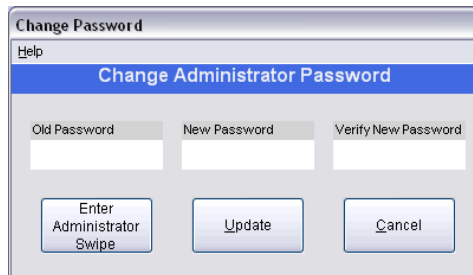 Change Password
Help
Change Administrator Password
Old Password New Password Verify New Password
Enter
Administrator
Swipe
Update
Cancel